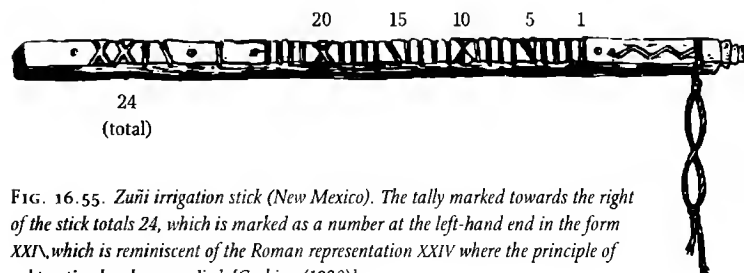 20 15 10 5 1
24
(total)
FIG. 16.55. Zuñi irrigation stick (New Mexico). The tally marked towards the right
of the stick totals 24, which is marked as a number at the left-hand end in the form
XXI\, which is reminiscent of the Roman representation XXIV where the principle of